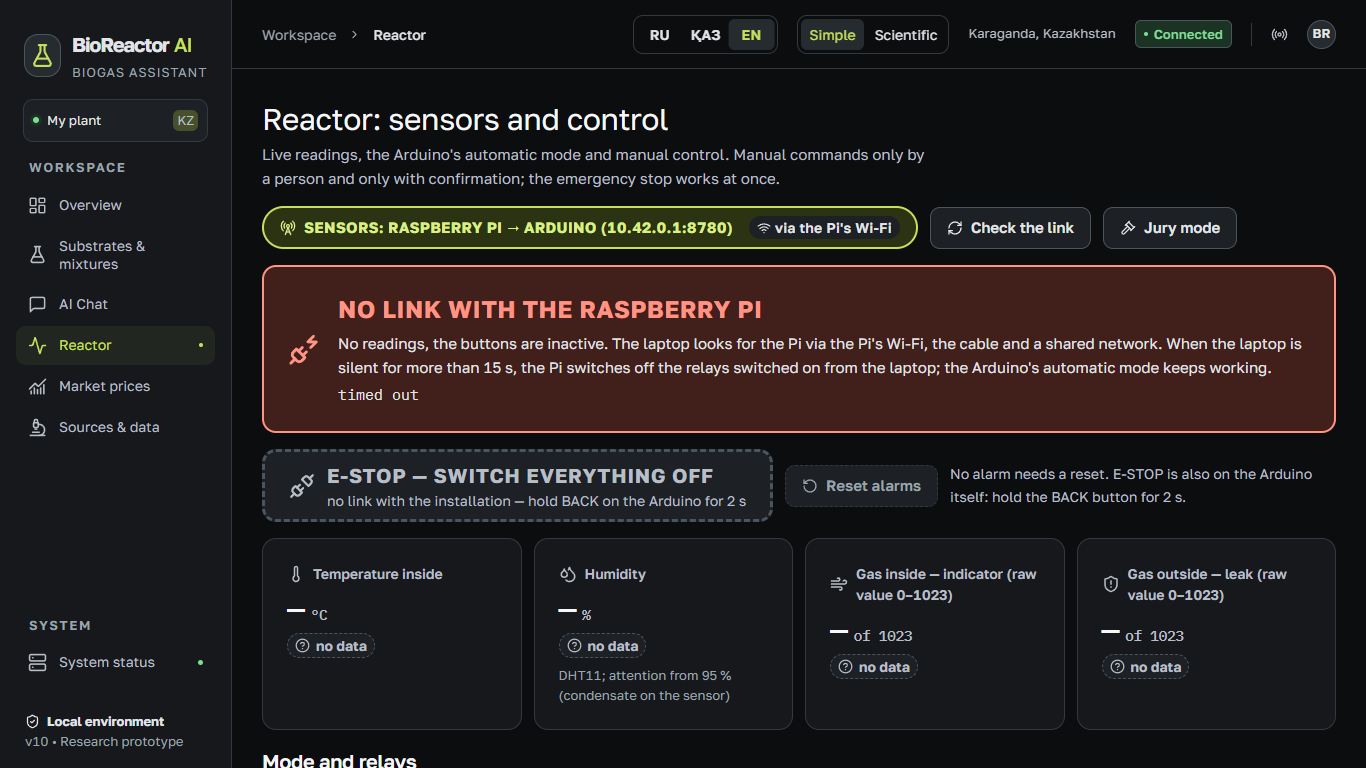 BioReactor AI
BIOGAS ASSISTANT
My plant KZ
WORKSPACE
Overview
Substrates &
mixtures
AI Chat
Reactor
Market prices
Sources & data
SYSTEM
System status
Local environment
v10 • Research prototype
Workspace > Reactor
RU ҚАЗ EN
Simple Scientific
Karaganda, Kazakhstan
Connected
BR
Reactor: sensors and control
Live readings, the Arduino's automatic mode and manual control. Manual commands only by
a person and only with confirmation; the emergency stop works at once.
SENSORS: RASPBERRY PI → ARDUINO (10.42.0.1:8780) via the Pi's Wi-Fi
Check the link
Jury mode
NO LINK WITH THE RASPBERRY PI
No readings, the buttons are inactive. The laptop looks for the Pi via the Pi's Wi-Fi, the cable and a shared network. When the laptop is
silent for more than 15 s, the Pi switches off the relays switched on from the laptop; the Arduino's automatic mode keeps working.
timed out
E-STOP — SWITCH EVERYTHING OFF
no link with the installation — hold BACK on the Arduino for 2 s
Reset alarms
No alarm needs a reset. E-STOP is also on the Arduino
itself: hold the BACK button for 2 s.
Temperature inside
— °C
no data
Humidity
— %
no data
DHT11; attention from 95 %
(condensate on the sensor)
Gas inside — indicator (raw
value 0–1023)
— of 1023
no data
Gas outside — leak (raw
value 0–1023)
— of 1023
no data
Mode and relays